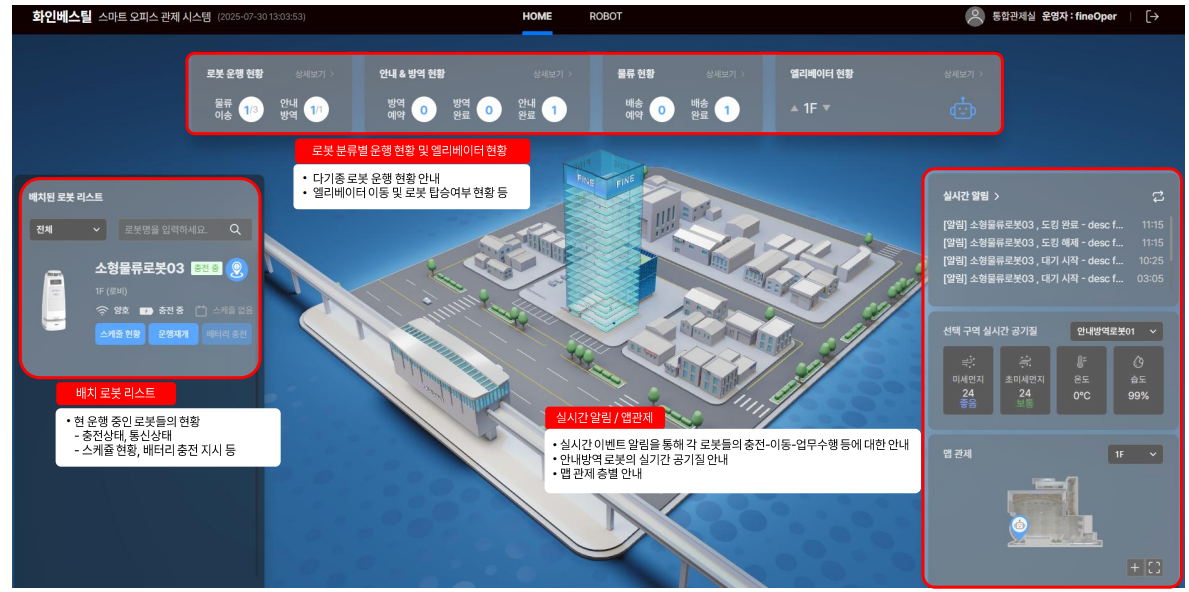 화인베스틸 스마트 오피스 관제 시스템 (2025-07-30 13:03:53)
HOME ROBOT
통합관제실 운영자 : fineOper
로봇 운행 현황 상세보기 >
물류 이송 1/3 안내 방역 1/1
안내 & 방역 현황 상세보기 >
방역 예약 0 방역 완료 0 안내 완료 1
물류 현황 상세보기 >
배송 예약 0 배송 완료 1
엘리베이터 현황 상세보기 >
▲ 1F ▼
로봇 분류별 운행 현황 및 엘리베이터 현황
• 다기종 로봇 운행 현황 안내
• 엘리베이터 이동 및 로봇 탑승여부 현황 등
배치된 로봇 리스트
전체 로봇명을 입력하세요.
소형물류로봇03 충전 중
1F (로비)
양호 충전 중 스케줄 없음
스케줄 현황 운행재개 배터리 충전
배치 로봇 리스트
• 현 운행 중인 로봇들의 현황
- 충전상태, 통신상태
- 스케줄 현황, 배터리 충전 지시 등
FINE FINE
실시간 알림 / 앱관제
• 실시간 이벤트 알림을 통해 각 로봇들의 충전-이동-업무수행 등에 대한 안내
• 안내방역 로봇의 실기간 공기질 안내
• 맵 관제 층별 안내
실시간 알림 >
[알림] 소형물류로봇03 , 도킹 완료 - desc f... 11:15
[알림] 소형물류로봇03 , 도킹 해제 - desc f... 11:15
[알림] 소형물류로봇03 , 대기 시작 - desc f... 10:25
[알림] 소형물류로봇03 , 대기 시작 - desc f... 03:05
선택 구역 실시간 공기질 안내방역로봇01
미세먼지 초미세먼지 온도 습도
24 24 0°C 99%
좋음 보통
맵 관제 1F